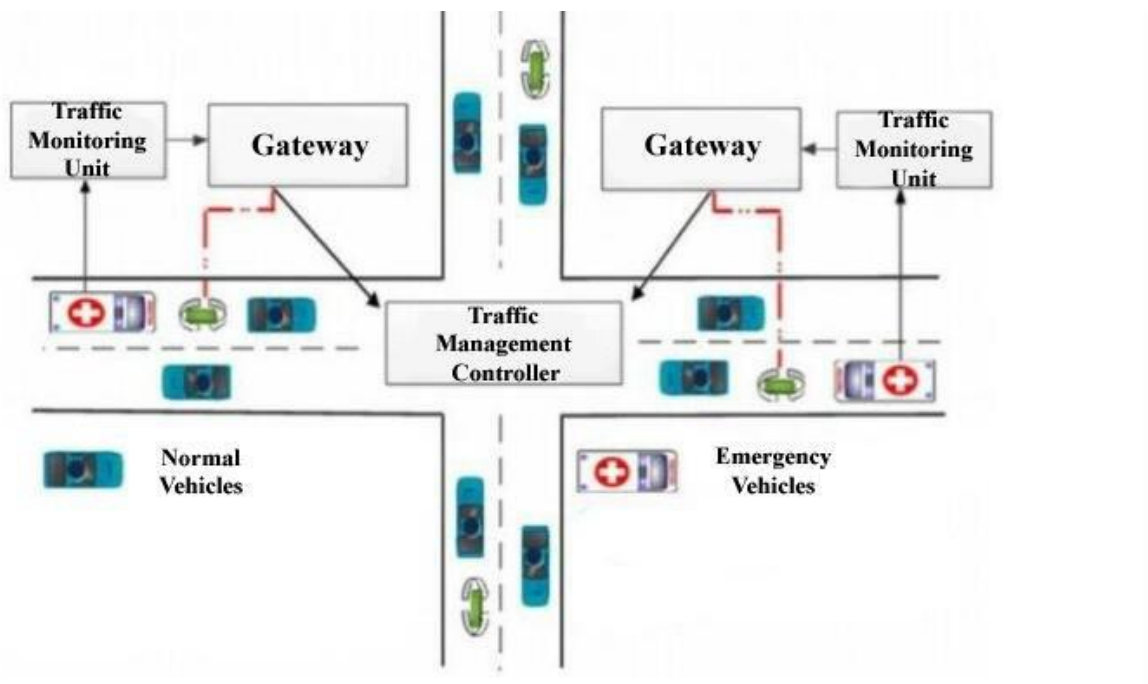 Traffic
Monitoring
Unit
Gateway
Gateway
Traffic
Monitoring
Unit
Traffic
Management
Controller
Normal
Vehicles
Emergency
Vehicles